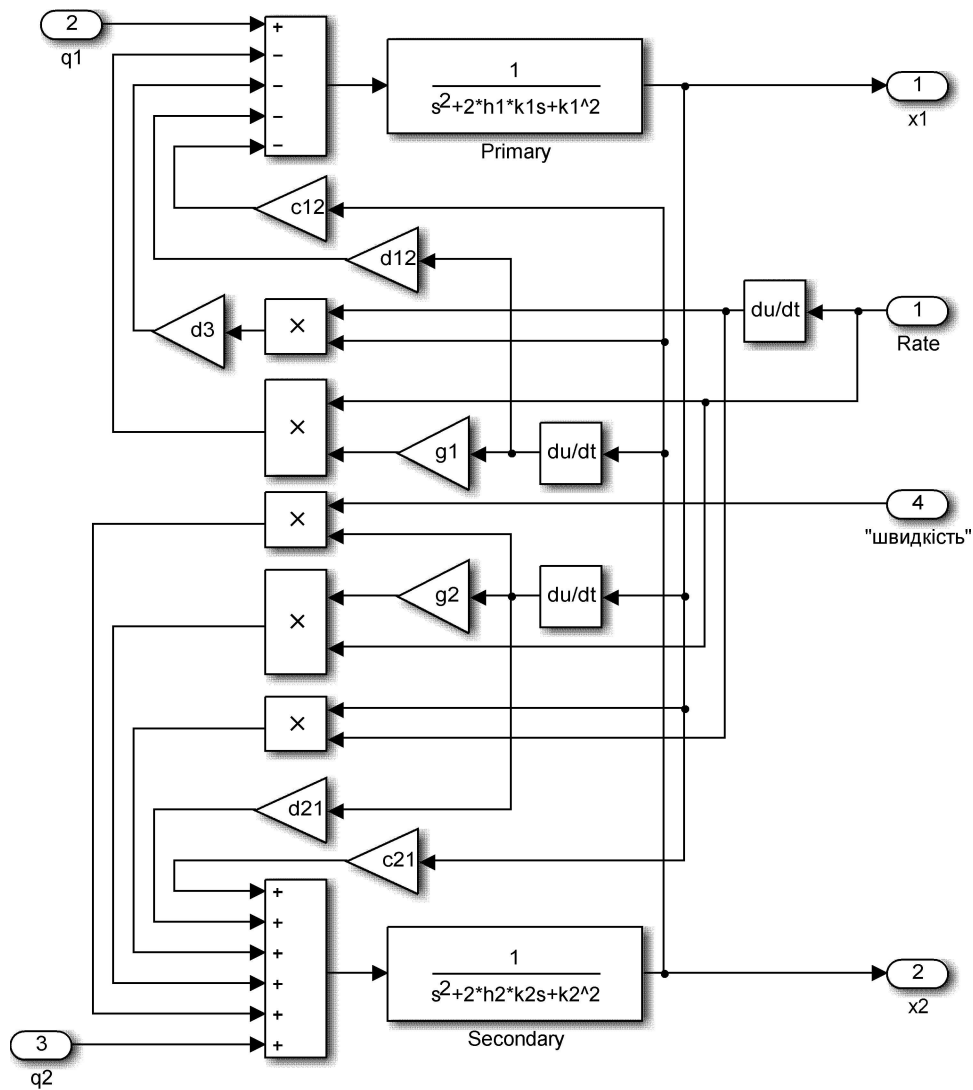 2
q1
+
−
−
−
−
1
s2+2*h1*k1s+k1^2
Primary
1
x1
c12
d12
d3
×
du/dt
1
Rate
×
g1
du/dt
×
4
"швидкість"
×
g2
du/dt
×
d21
c21
+
+
+
+
+
+
1
s2+2*h2*k2s+k2^2
Secondary
2
x2
3
q2